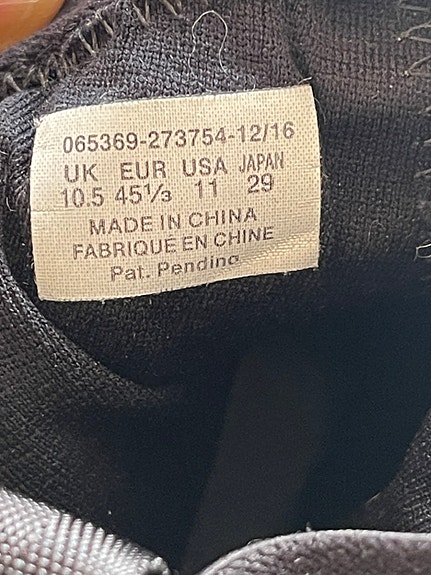 065369-273754-12/16
UK EUR USA JAPAN
10.5 45⅓ 11 29
MADE IN CHINA
FABRIQUE EN CHINE
Pat. Pending